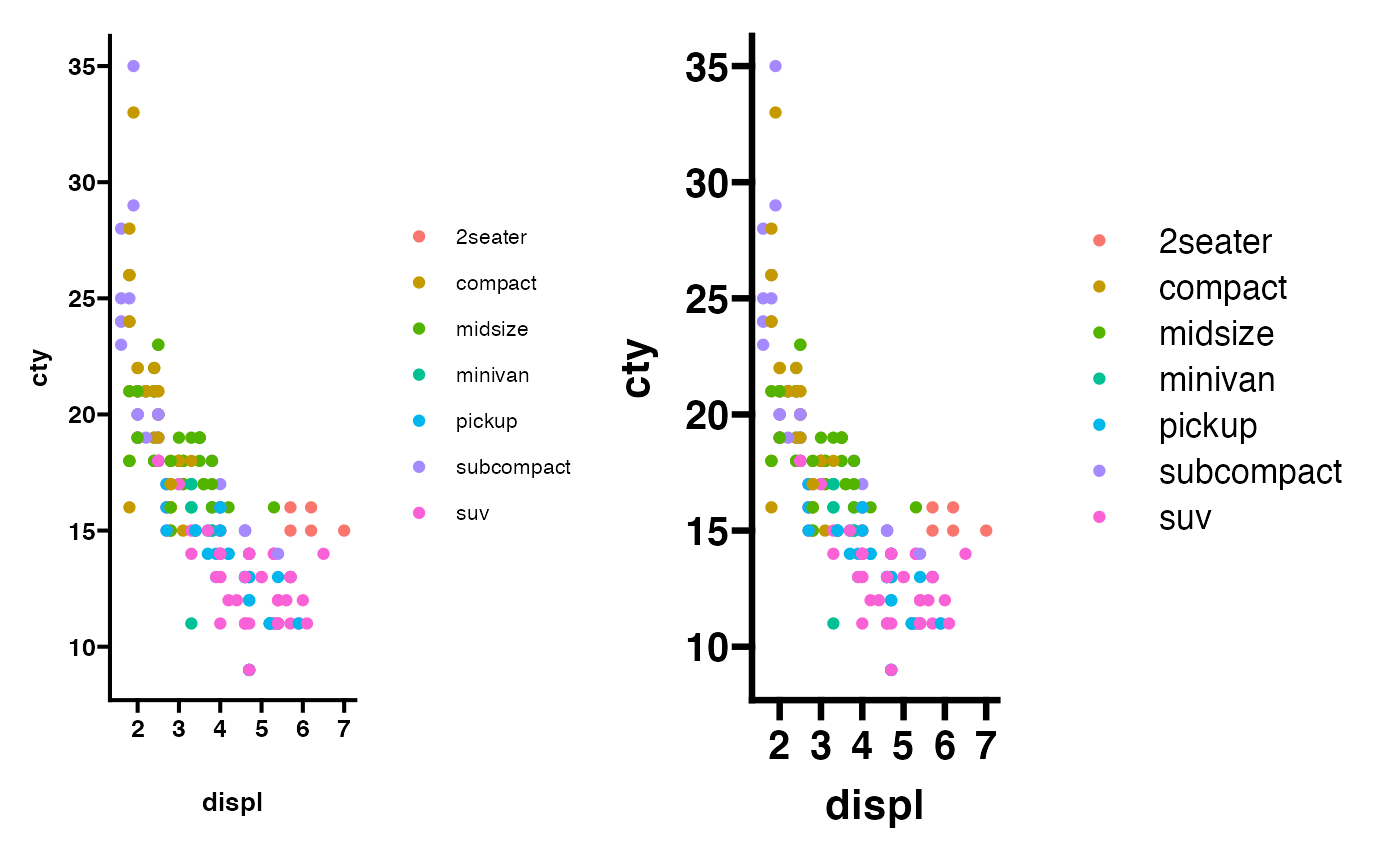 35
30
25
20
15
10
cty
2 3 4 5 6 7
displ
2seater
compact
midsize
minivan
pickup
subcompact
suv
35
30
25
20
15
10
cty
2 3 4 5 6 7
displ
2seater
compact
midsize
minivan
pickup
subcompact
suv